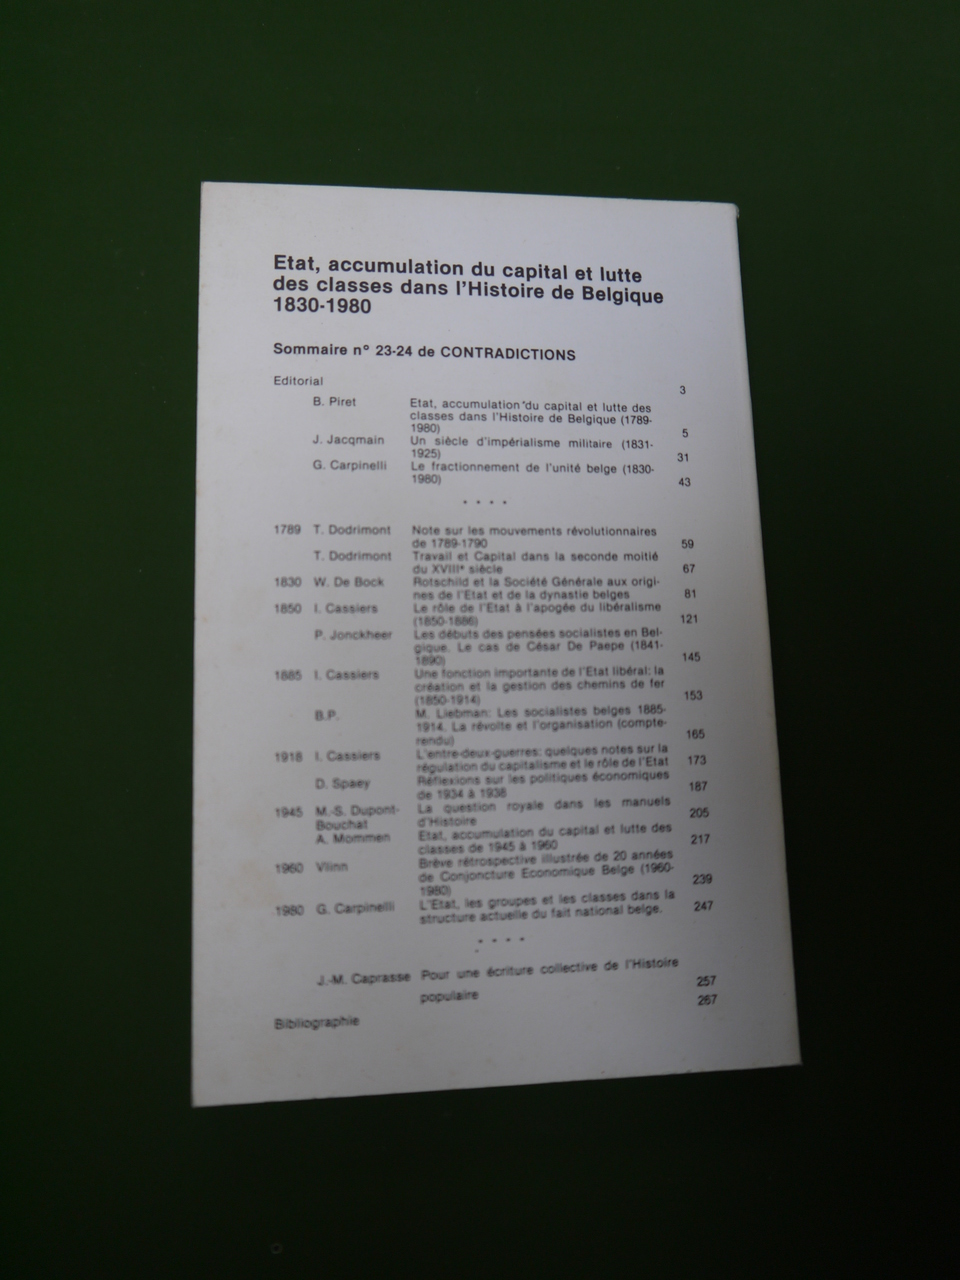 Etat, accumulation du capital et lutte
des classes dans l'Histoire de Belgique
1830-1980
Sommaire n° 23-24 de CONTRADICTIONS
Editorial 3
B. Piret Etat, accumulation du capital et lutte des
classes dans l'Histoire de Belgique (1789-
1980) 5
J. Jacqmain Un siècle d'impérialisme militaire (1831-
1925) 31
G. Carpinelli Le fractionnement de l'unité belge (1830-
1980) 43
* * * *
1789 T. Dodrimont Note sur les mouvements révolutionnaires
de 1789-1790 59
T. Dodrimont Travail et Capital dans la seconde moitié
du XVIIIe siècle 67
1830 W. De Bock Rotschild et la Société Générale aux origi-
nes de l'Etat et de la dynastie belges 81
1850 I. Cassiers Le rôle de l'Etat à l'apogée du libéralisme
(1850-1886) 121
P. Jonckheer Les débuts des pensées socialistes en Bel-
gique. Le cas de César De Paepe (1841-
1890) 145
1885 I. Cassiers Une fonction importante de l'Etat libéral: la
création et la gestion des chemins de fer
(1850-1914) 153
B.P. M. Liebman: Les socialistes belges 1885-
1914. La révolte et l'organisation (compte-
rendu) 165
1918 I. Cassiers L'entre-deux-guerres: quelques notes sur la
régulation du capitalisme et le rôle de l'Etat 173
D. Spaey Réflexions sur les politiques économiques
de 1934 à 1938 187
1945 M.-S. Dupont- La question royale dans les manuels
Bouchat d'Histoire 205
A. Mommen Etat, accumulation du capital et lutte des
classes de 1945 à 1960 217
1960 Vlinn Brève rétrospective illustrée de 20 années
de Conjoncture Economique Belge (1960-
1980) 239
1980 G. Carpinelli L'Etat, les groupes et les classes dans la
structure actuelle du fait national belge. 247
* * * *
J.-M. Caprasse Pour une écriture collective de l'Histoire
populaire 257
Bibliographie 267